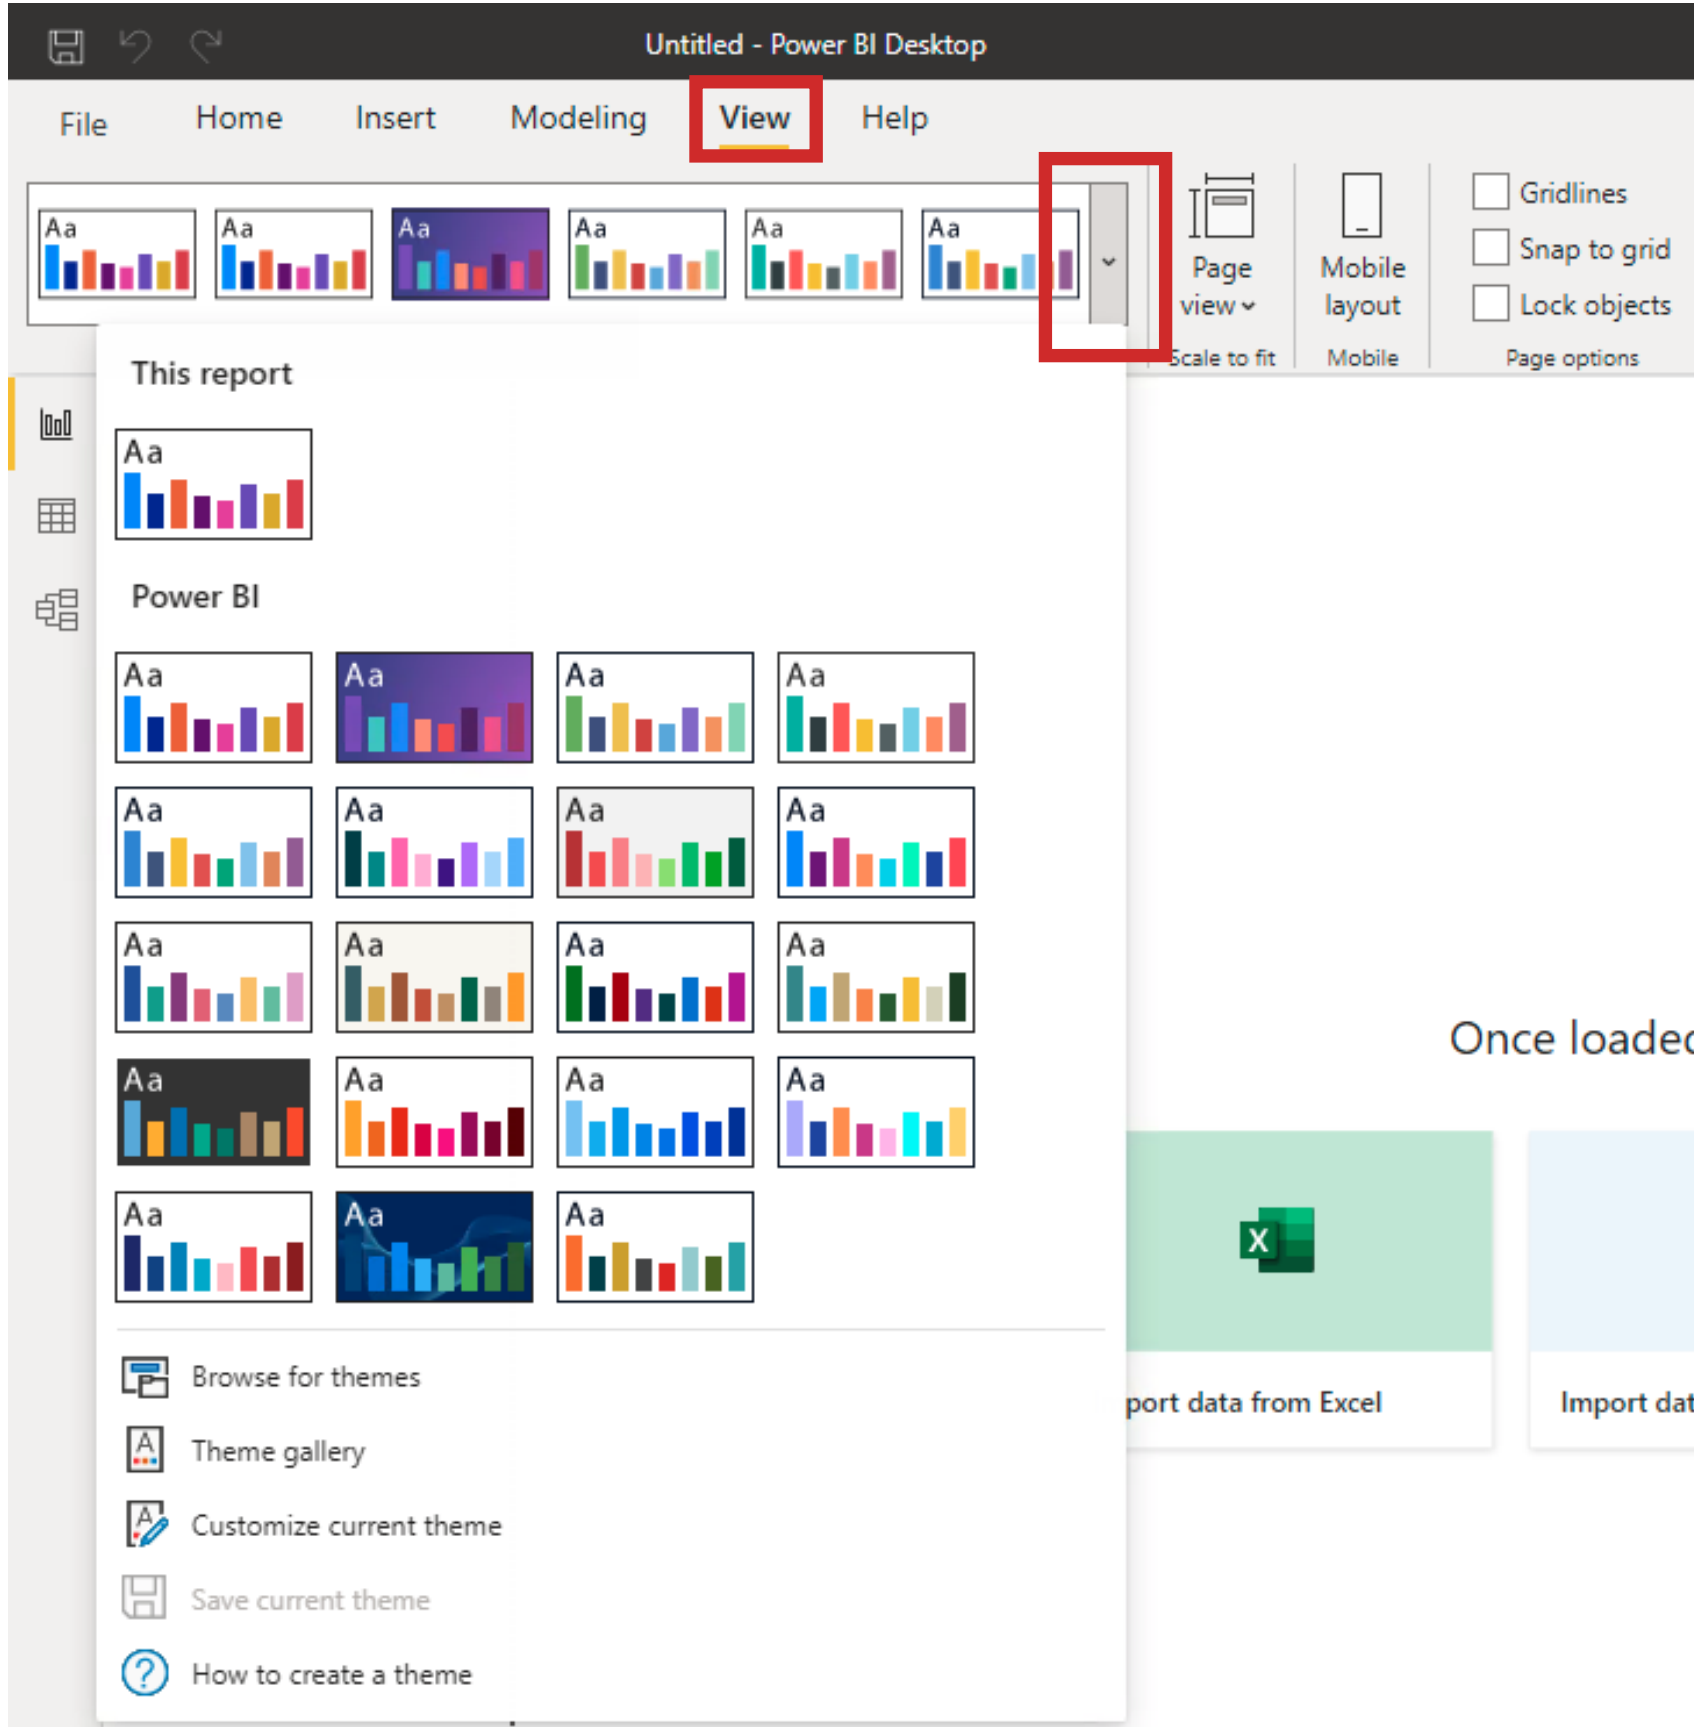 Untitled - Power BI Desktop
File Home Insert Modeling View Help
Aa Aa Aa Aa Aa Aa
Page view
Mobile layout
Gridlines
Snap to grid
Lock objects
Scale to fit Mobile Page options
This report
Aa
Power BI
Aa Aa Aa Aa
Aa Aa Aa Aa
Aa Aa Aa Aa
Aa Aa Aa Aa
Aa Aa Aa
Browse for themes
Theme gallery
Customize current theme
Save current theme
How to create a theme
Once loaded
X
port data from Excel
Import dat